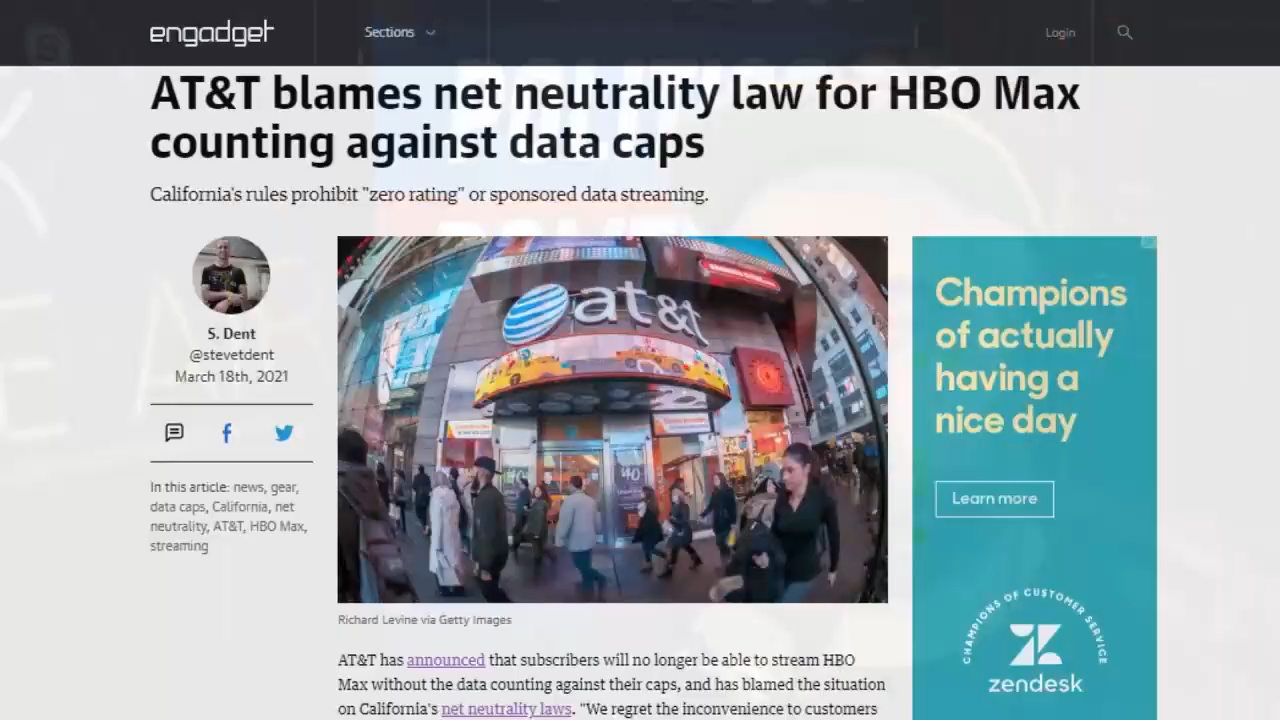 engadget
Sections
Login
AT&T blames net neutrality law for HBO Max
counting against data caps
California's rules prohibit "zero rating" or sponsored data streaming.
S. Dent
@stevetdent
March 18th, 2021
In this article: news, gear,
data caps, California, net
neutrality, AT&T, HBO Max,
streaming
at&t
Richard Levine via Getty Images
AT&T has announced that subscribers will no longer be able to stream HBO
Max without the data counting against their caps, and has blamed the situation
on California's net neutrality laws. "We regret the inconvenience to customers
Champions
of actually
having a
nice day
Learn more
CHAMPIONS OF CUSTOMER SERVICE
zendesk